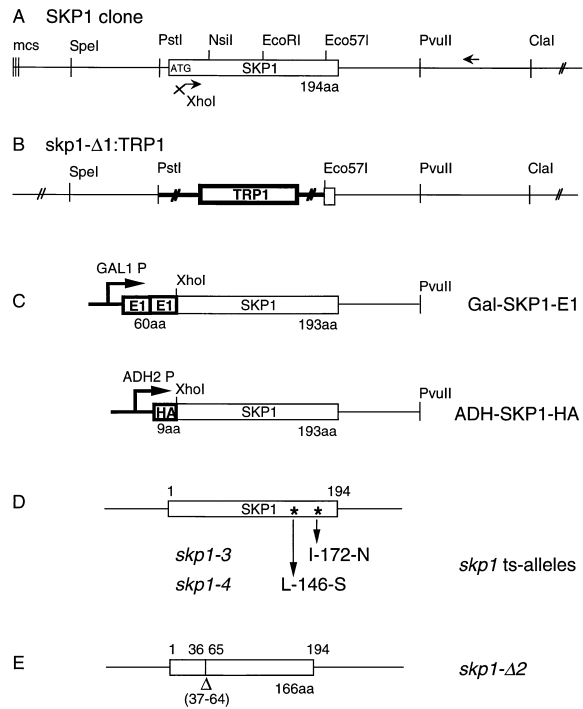 A SKP1 clone
mcs SpeI PstI NsiI EcoRI Eco57I PvuII ClaI
ATG SKP1
XhoI 194aa
B skp1-Δ1:TRP1
SpeI PstI Eco57I PvuII ClaI
TRP1
GAL1 P XhoI PvuII
C E1 E1 SKP1 Gal-SKP1-E1
60aa 193aa
ADH2 P XhoI PvuII
HA SKP1 ADH-SKP1-HA
9aa 193aa
1 194
D SKP1 * *
skp1-3 I-172-N
skp1 ts-alleles
skp1-4 L-146-S
1 36 65 194
E skp1-Δ2
Δ 166aa
(37-64)